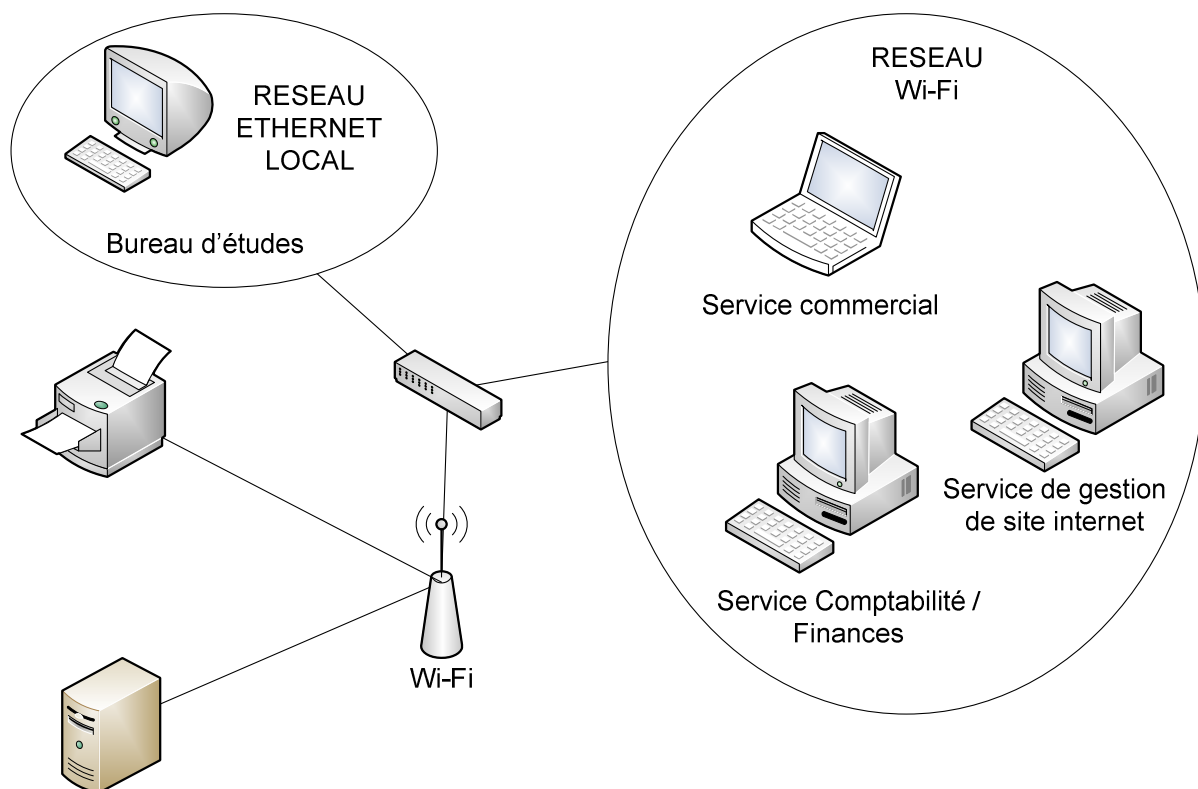 RESEAU
ETHERNET
LOCAL
Bureau d'études
RESEAU
Wi-Fi
Service commercial
Service de gestion
de site internet
Service Comptabilité /
Finances
Wi-Fi